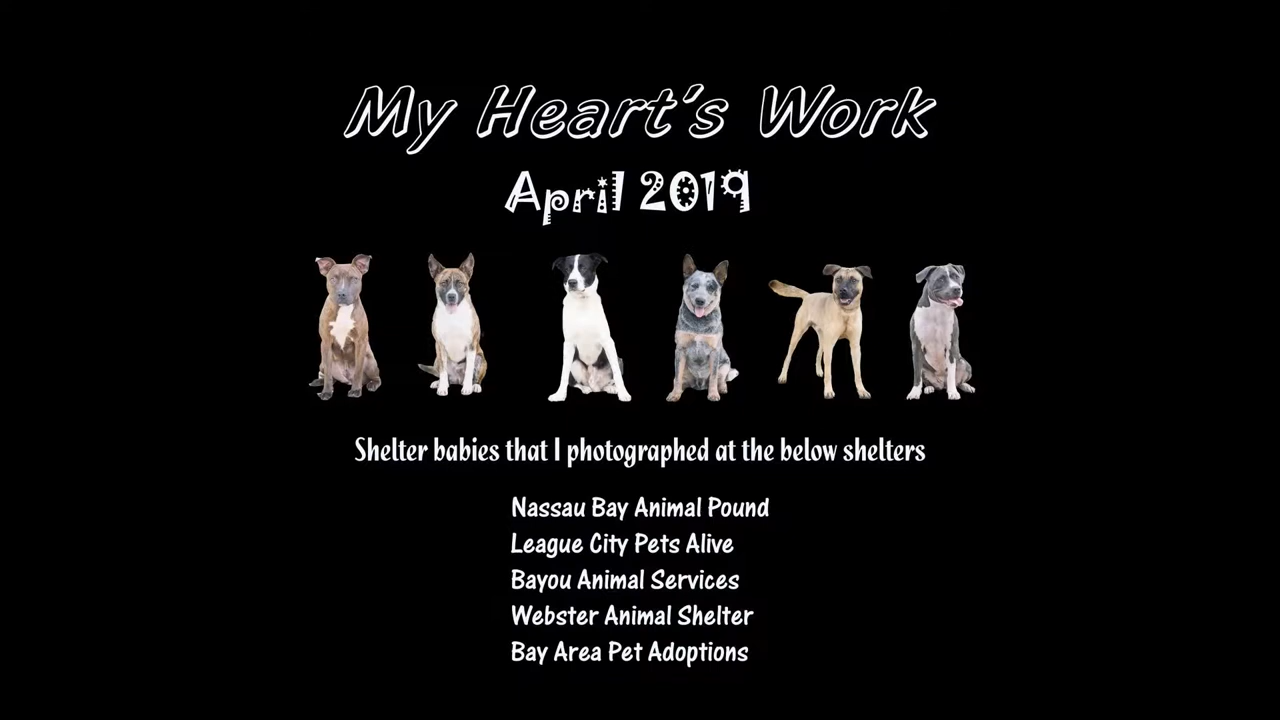 My Heart's Work
April 2019
Shelter babies that I photographed at the below shelters
Nassau Bay Animal Pound
League City Pets Alive
Bayou Animal Services
Webster Animal Shelter
Bay Area Pet Adoptions